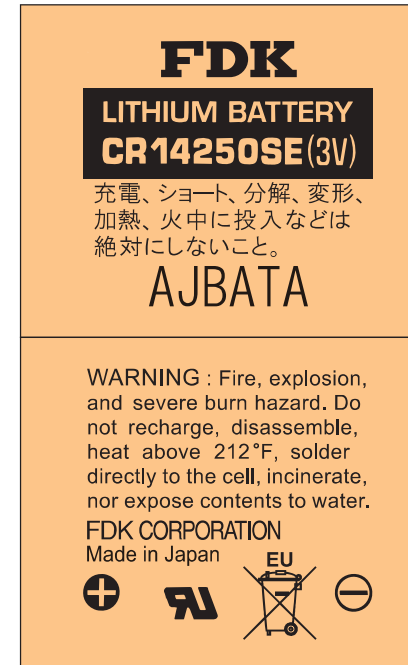 FDK
LITHIUM BATTERY
CR14250SE(3V)
充電、ショート、分解、変形、
加熱、火中に投入などは
絶対にしないこと。
AJBATA
WARNING : Fire, explosion,
and severe burn hazard. Do
not recharge, disassemble,
heat above 212°F, solder
directly to the cell, incinerate,
nor expose contents to water.
FDK CORPORATION
Made in Japan
EU